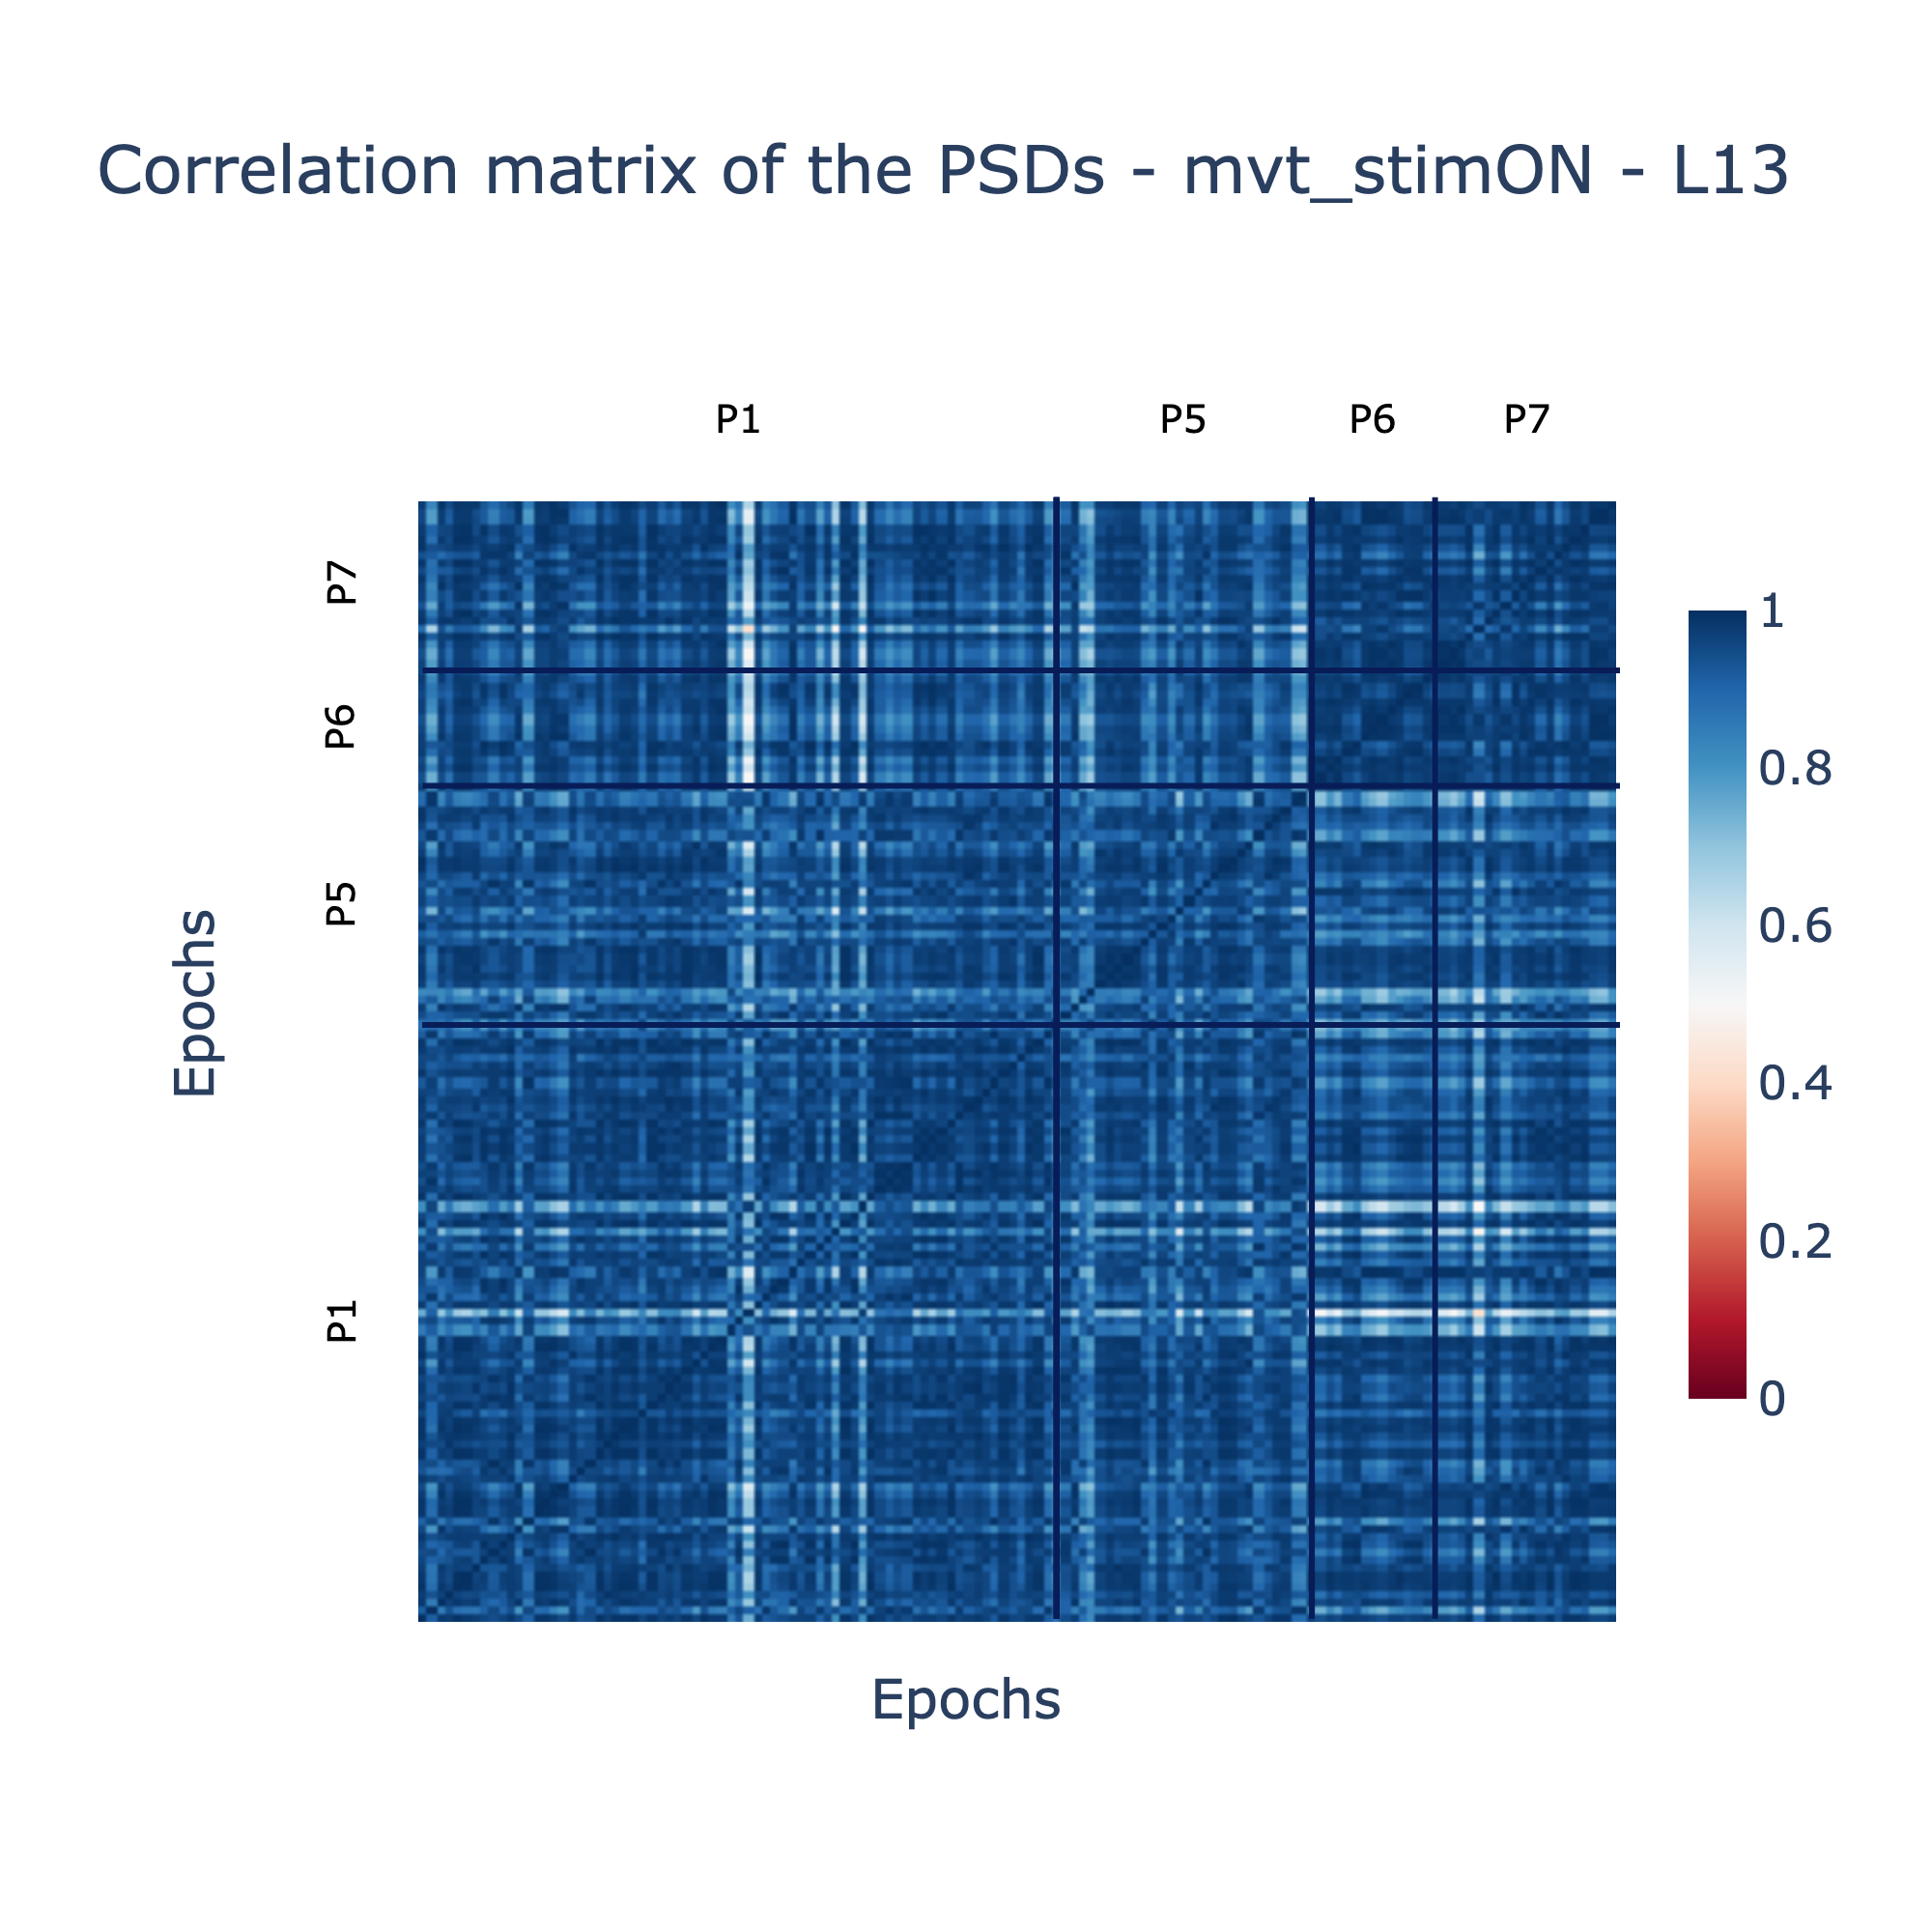 Correlation matrix of the PSDs - mvt_stimON - L13
P1 P5 P6 P7
P7
P6
P5
P1
Epochs
Epochs
1
0.8
0.6
0.4
0.2
0